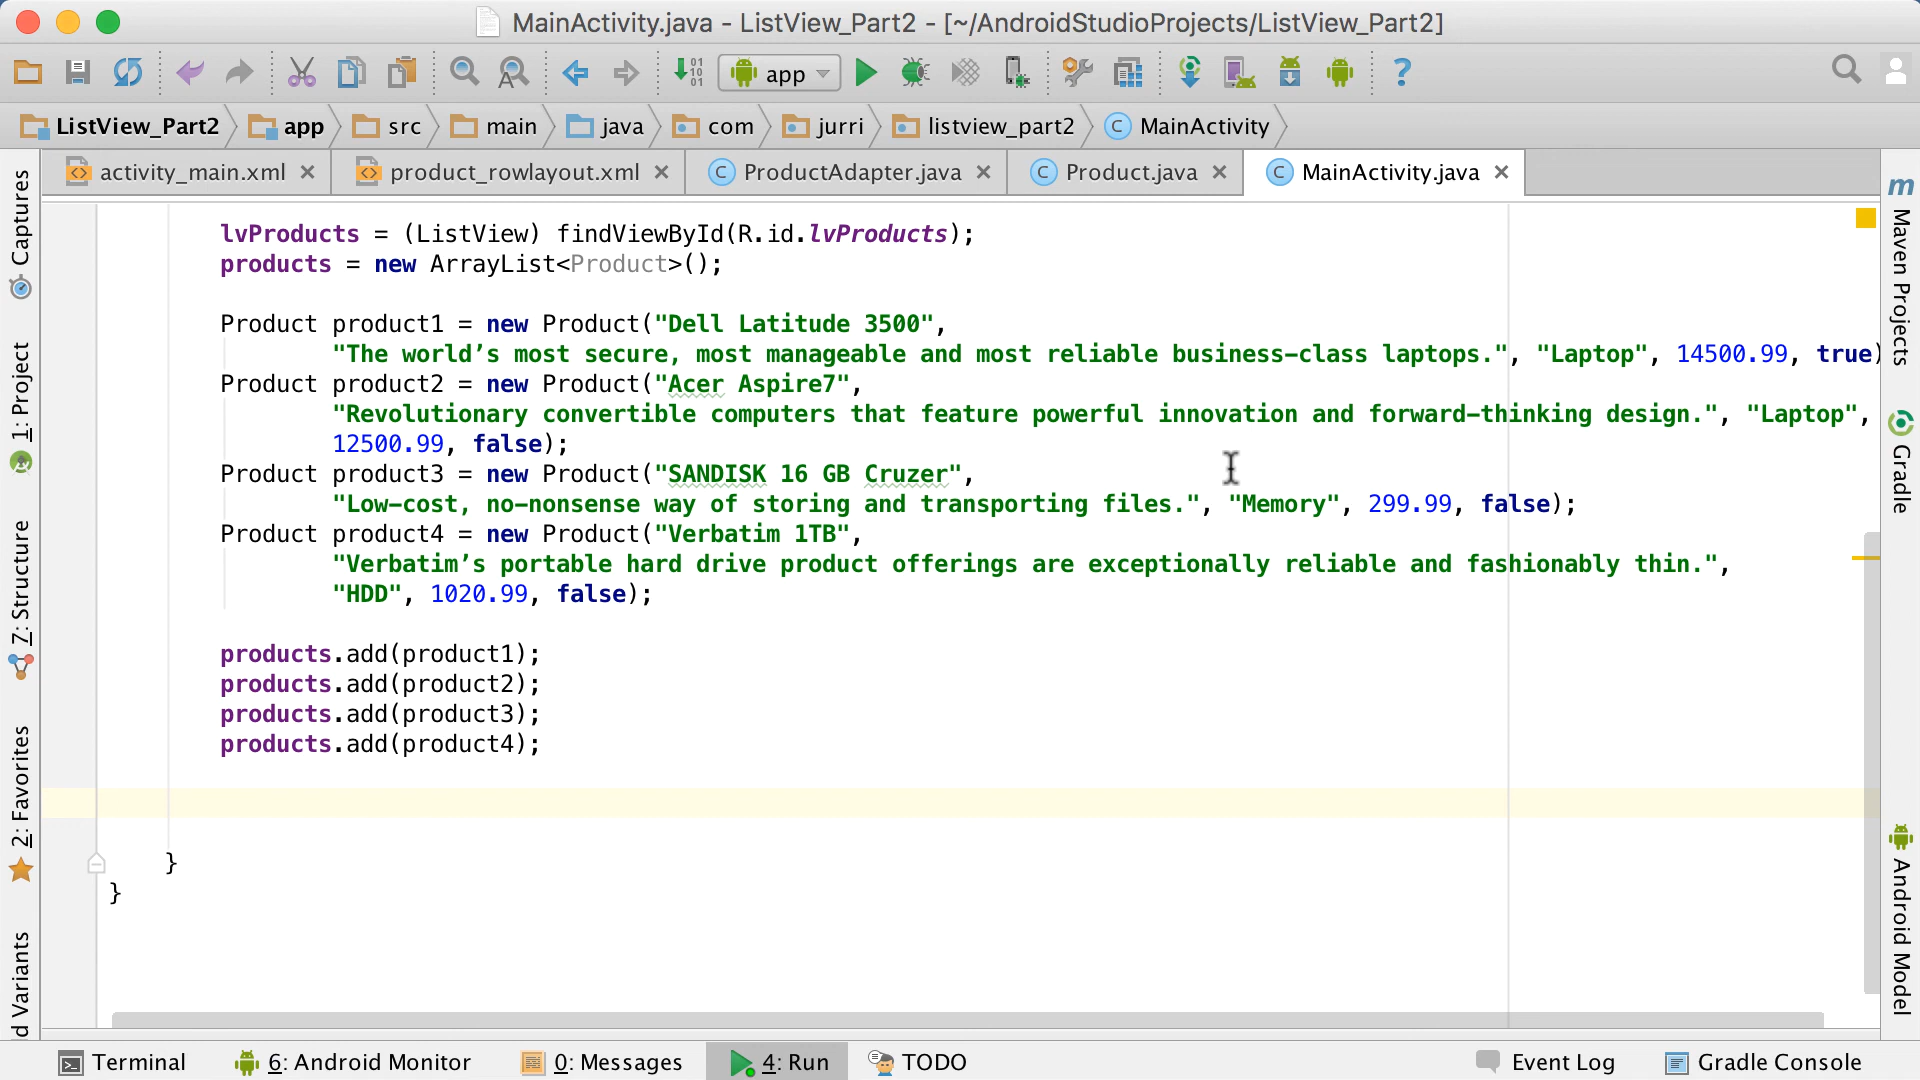 MainActivity.java - ListView_Part2 - [~/AndroidStudioProjects/ListView_Part2]
app
ListView_Part2 app src main java com jurri listview_part2 MainActivity
activity_main.xml product_rowlayout.xml ProductAdapter.java Product.java MainActivity.java
lvProducts = (ListView) findViewById(R.id.lvProducts);
products = new ArrayList<Product>();
Product product1 = new Product("Dell Latitude 3500",
"The world’s most secure, most manageable and most reliable business-class laptops.", "Laptop", 14500.99, true)
Product product2 = new Product("Acer Aspire7",
"Revolutionary convertible computers that feature powerful innovation and forward-thinking design.", "Laptop",
12500.99, false);
Product product3 = new Product("SANDISK 16 GB Cruzer",
"Low-cost, no-nonsense way of storing and transporting files.", "Memory", 299.99, false);
Product product4 = new Product("Verbatim 1TB",
"Verbatim’s portable hard drive product offerings are exceptionally reliable and fashionably thin.",
"HDD", 1020.99, false);
products.add(product1);
products.add(product2);
products.add(product3);
products.add(product4);
}
}
Captures
1: Project
7: Structure
2: Favorites
d Variants
m
Maven Projects
Gradle
Android Model
Terminal 6: Android Monitor 0: Messages 4: Run TODO Event Log Gradle Console